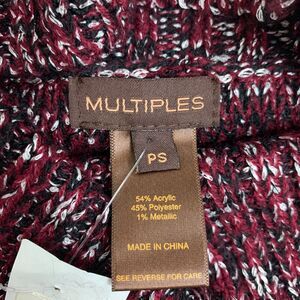 MULTIPLES
PS
54% Acrylic
45% Polyester
1% Metallic
MADE IN CHINA
SEE REVERSE FOR CARE